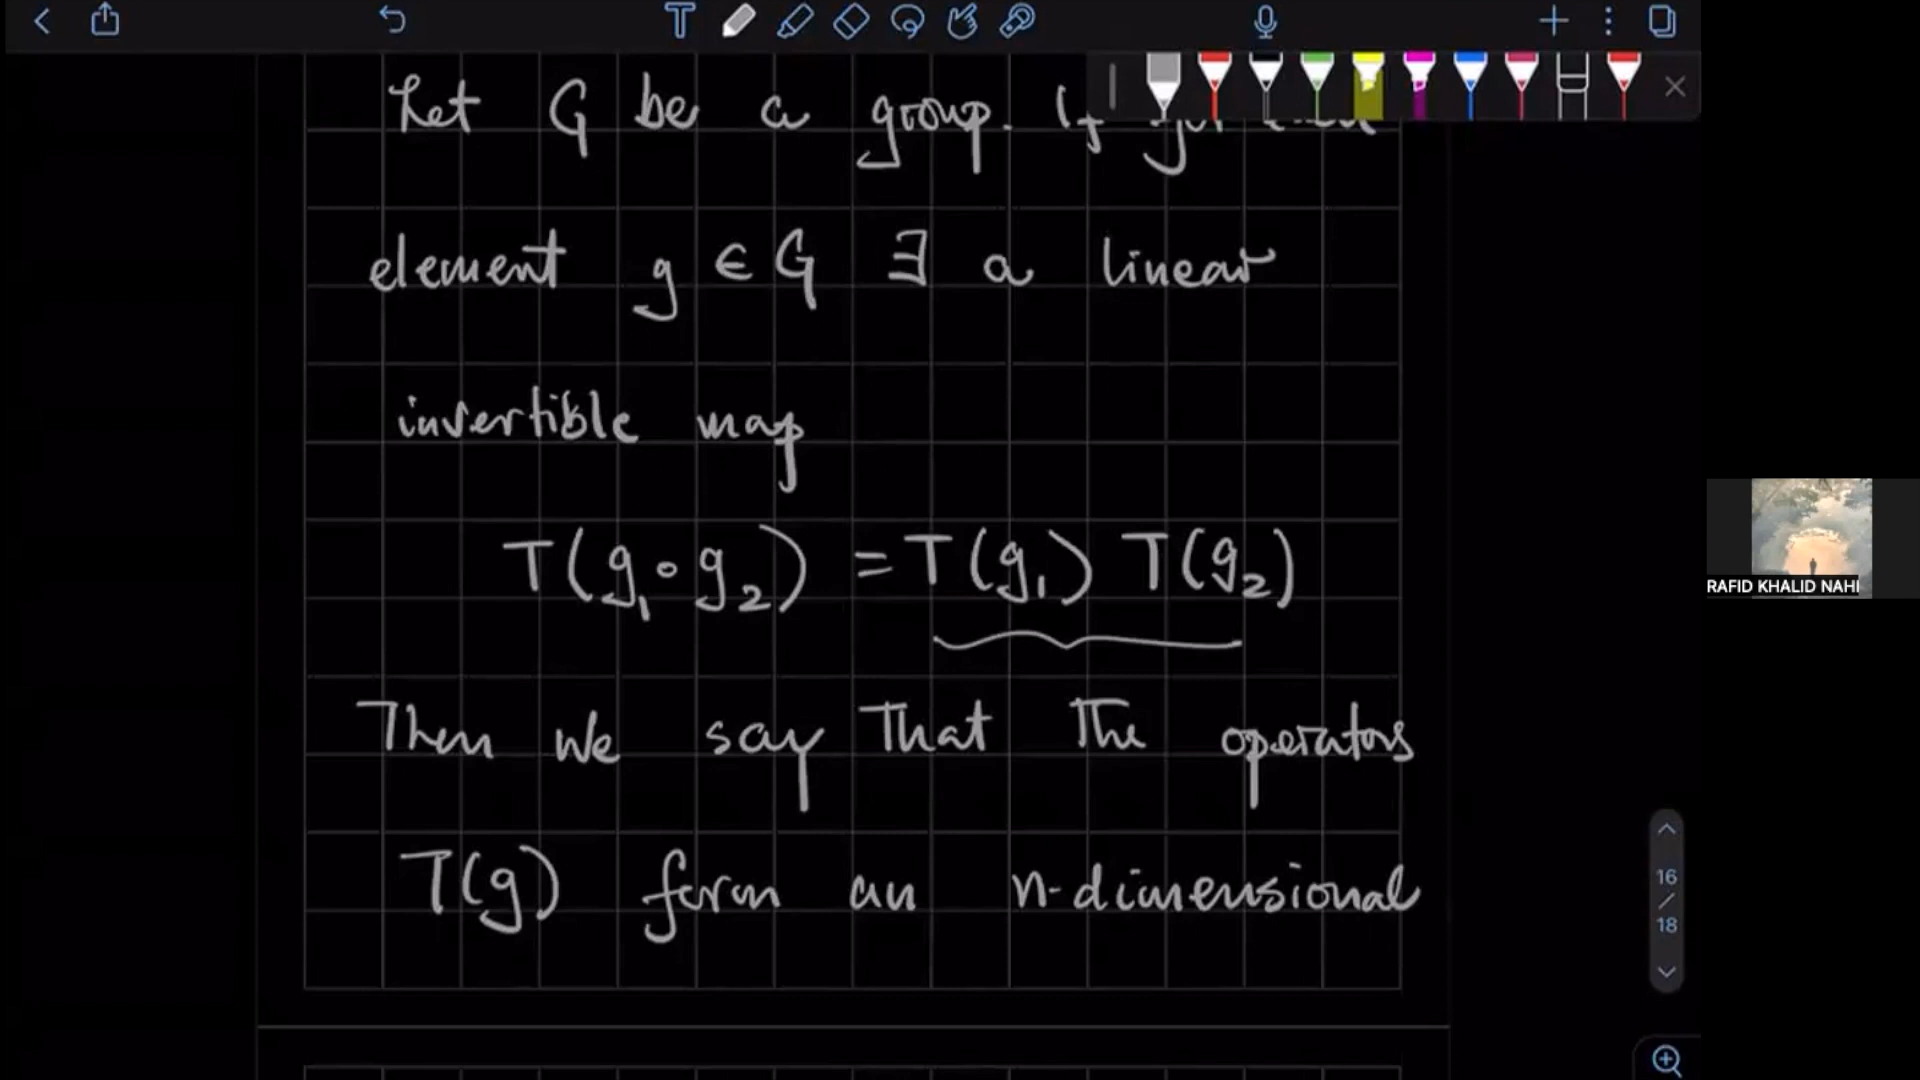 Let G be a group. If for
element g ∈ G ∃ a linear
invertible map
T(g₁∘g₂) = T(g₁) T(g₂)
Then we say that the operators
T(g) form an n-dimensional
RAFID KHALID NAHI
16
/
18